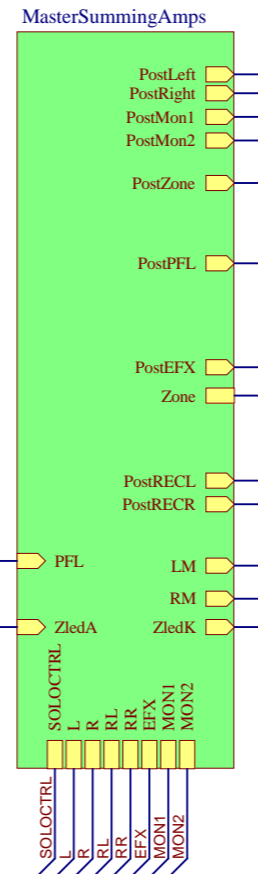 MasterSummingAmps
PostLeft
PostRight
PostMon1
PostMon2
PostZone
PostPFL
PostEFX
Zone
PostRECL
PostRECR
PFL
LM
RM
ZledA
ZledK
SOLOCTRL
L
R
RL
RR
EFX
MON1
MON2
SOLOCTRL
L
R
RL
RR
EFX
MON1
MON2